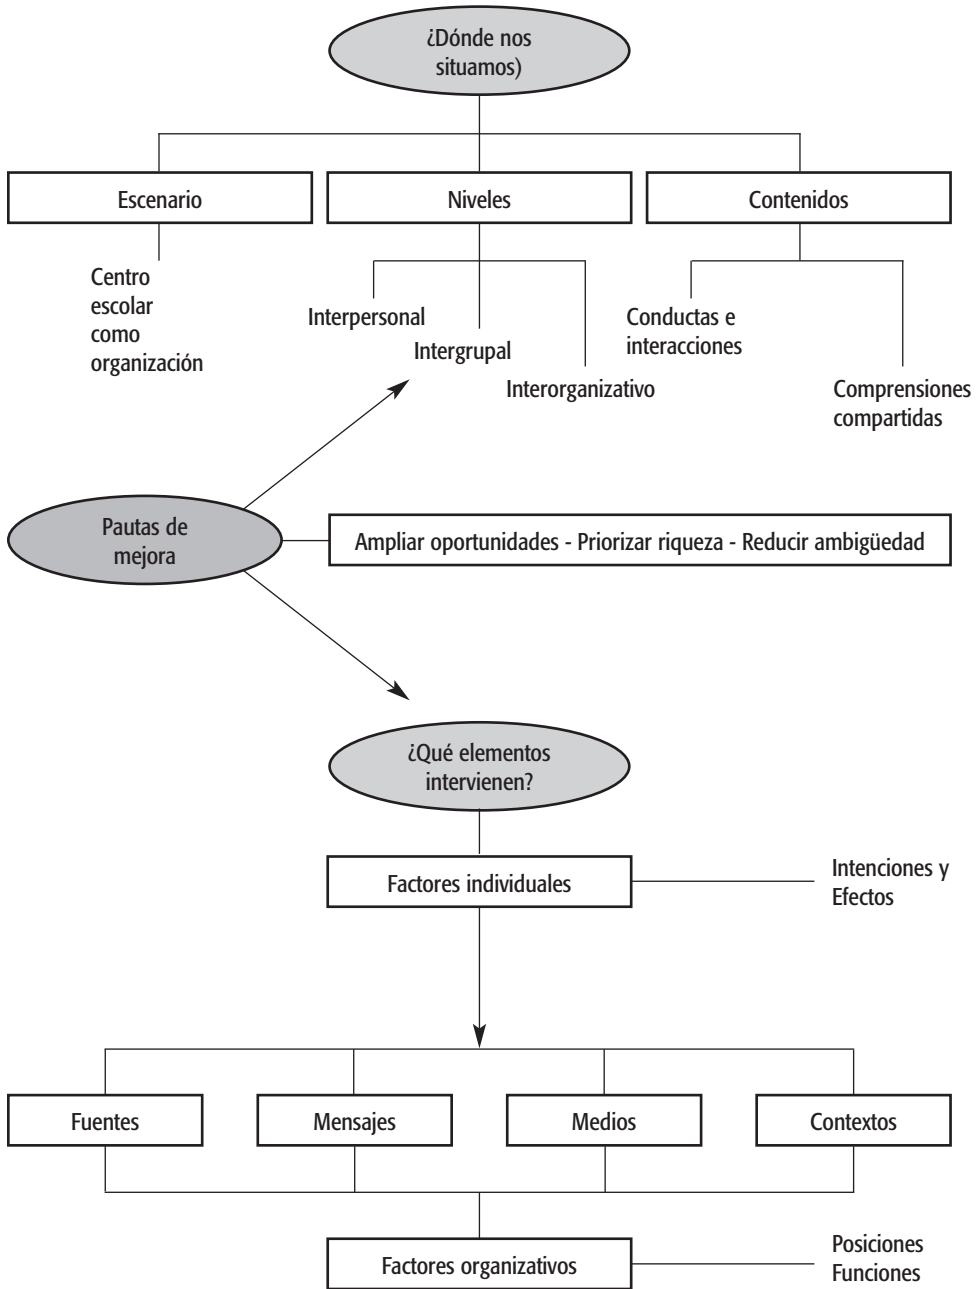 ¿Dónde nos
situamos)
Escenario
Niveles
Contenidos
Centro
escolar
como
organización
Interpersonal
Intergrupal
Interorganizativo
Conductas e
interacciones
Comprensiones
compartidas
Pautas de
mejora
Ampliar oportunidades - Priorizar riqueza - Reducir ambigüedad
¿Qué elementos
intervienen?
Factores individuales
Intenciones y
Efectos
Fuentes
Mensajes
Medios
Contextos
Factores organizativos
Posiciones
Funciones